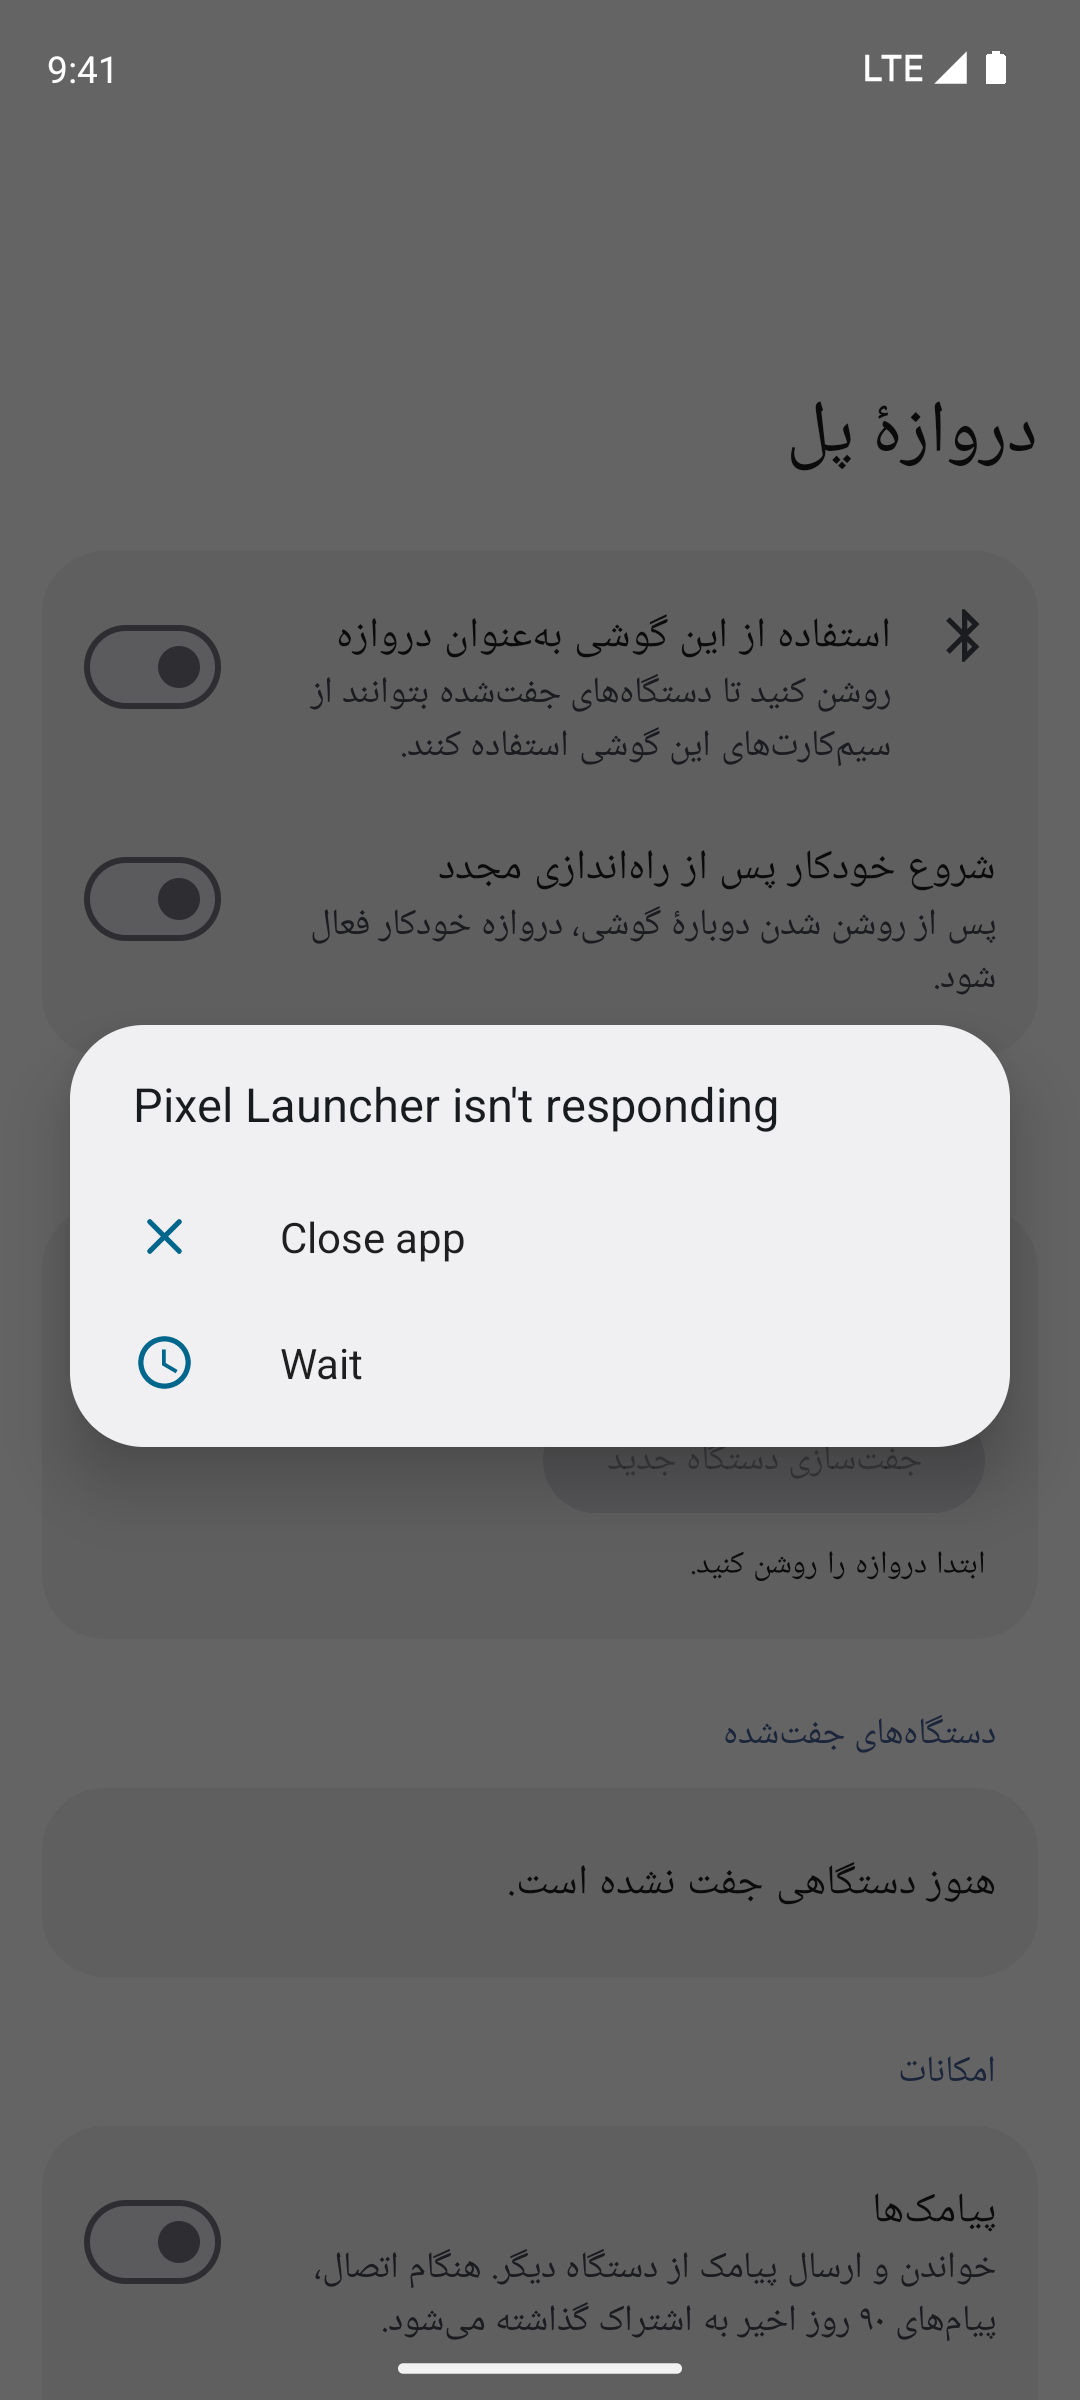 9:41
LTE
دروازهٔ پل
استفاده از این گوشی به‌عنوان دروازه
روشن کنید تا دستگاه‌های جفت‌شده بتوانند از
سیم‌کارت‌های این گوشی استفاده کنند.
شروع خودکار پس از راه‌اندازی مجدد
پس از روشن شدن دوبارهٔ گوشی، دروازه خودکار فعال
شود.
Pixel Launcher isn't responding
Close app
Wait
جفت‌سازی دستگاه جدید
ابتدا دروازه را روشن کنید.
دستگاه‌های جفت‌شده
هنوز دستگاهی جفت نشده است.
امکانات
پیامک‌ها
خواندن و ارسال پیامک از دستگاه دیگر. هنگام اتصال،
پیام‌های ۹۰ روز اخیر به اشتراک گذاشته می‌شود.